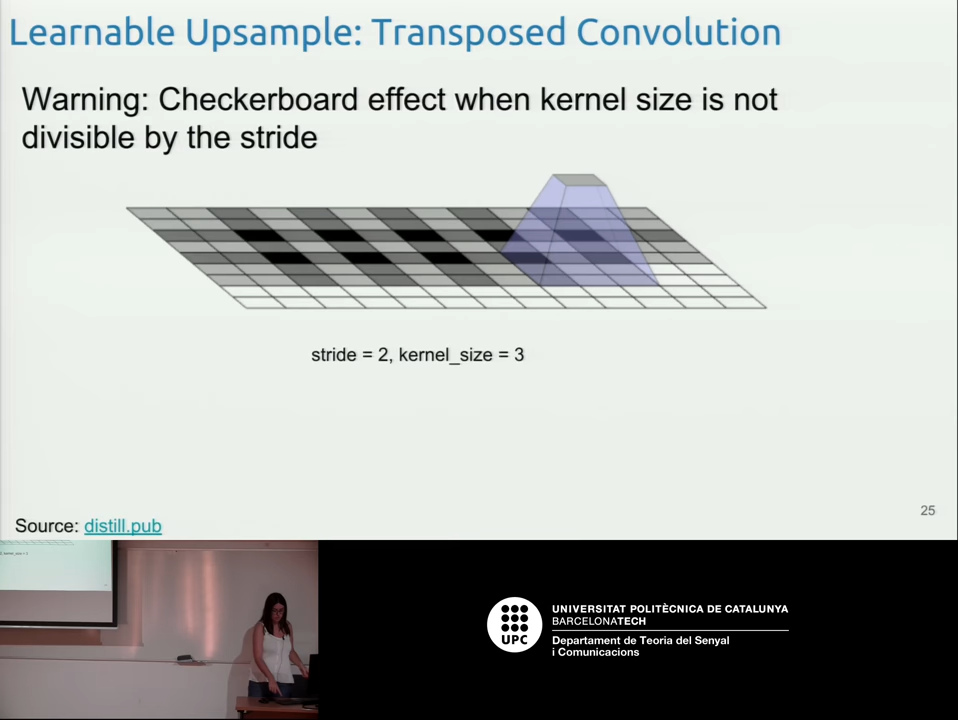 Learnable Upsample: Transposed Convolution
Warning: Checkerboard effect when kernel size is not
divisible by the stride
stride = 2, kernel_size = 3
25
Source: distill.pub
UPC
UNIVERSITAT POLITÈCNICA DE CATALUNYA
BARCELONATECH
Departament de Teoria del Senyal
i Comunicacions